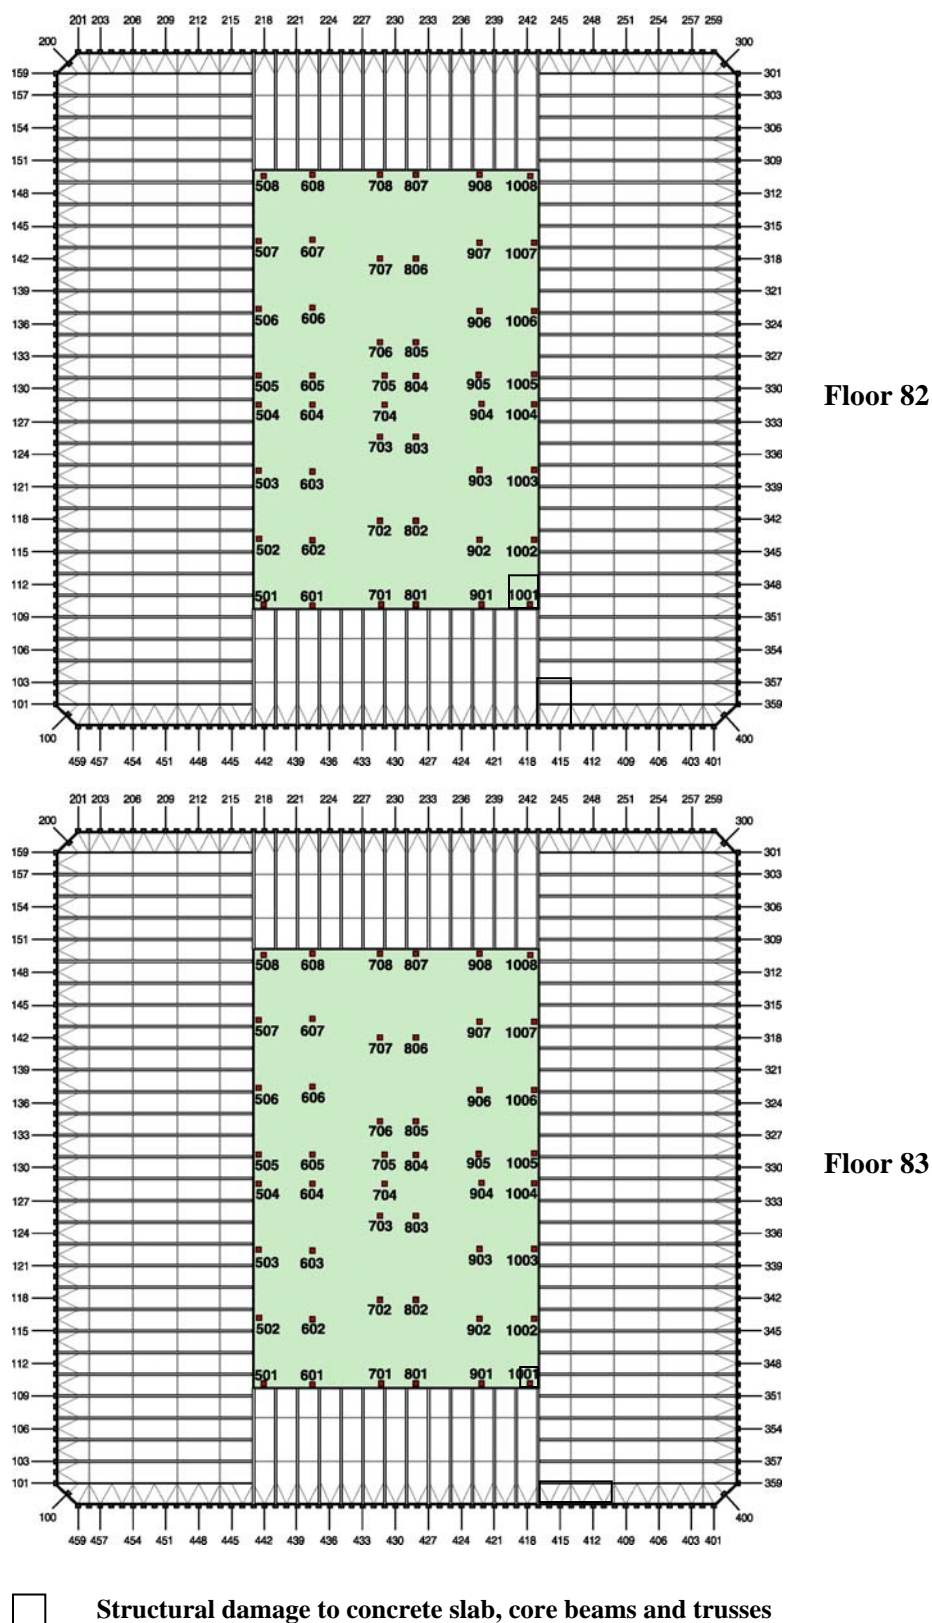 201 203 206 209 212 215 218 221 224 227 230 233 236 239 242 245 248 251 254 257 259
200 300
159 301
157 303
154 306
151 309
508 608 708 807 908 1008
148 312
145 315
507 607 907 1007
142 318
707 806
139 321
506 606 906 1006
136 324
706 805
133 327
505 605 705 804 905 1005
130 330
504 604 704 904 1004
Floor 82
127 333
703 803
124 336
503 603 903 1003
121 339
118 342
702 802
502 602 902 1002
115 345
112 348
501 601 701 801 901 1001
109 351
106 354
103 357
101 359
100 400
459 457 454 451 448 445 442 439 436 433 430 427 424 421 418 415 412 409 406 403 401
201 203 206 209 212 215 218 221 224 227 230 233 236 239 242 245 248 251 254 257 259
200 300
159 301
157 303
154 306
151 309
508 608 708 807 908 1008
148 312
145 315
507 607 907 1007
142 318
707 806
139 321
506 606 906 1006
136 324
706 805
133 327
505 605 705 804 905 1005
130 330
Floor 83
504 604 704 904 1004
127 333
703 803
124 336
503 603 903 1003
121 339
118 342
702 802
502 602 902 1002
115 345
112 348
501 601 701 801 901 1001
109 351
106 354
103 357
101 359
100 400
459 457 454 451 448 445 442 439 436 433 430 427 424 421 418 415 412 409 406 403 401
Structural damage to concrete slab, core beams and trusses